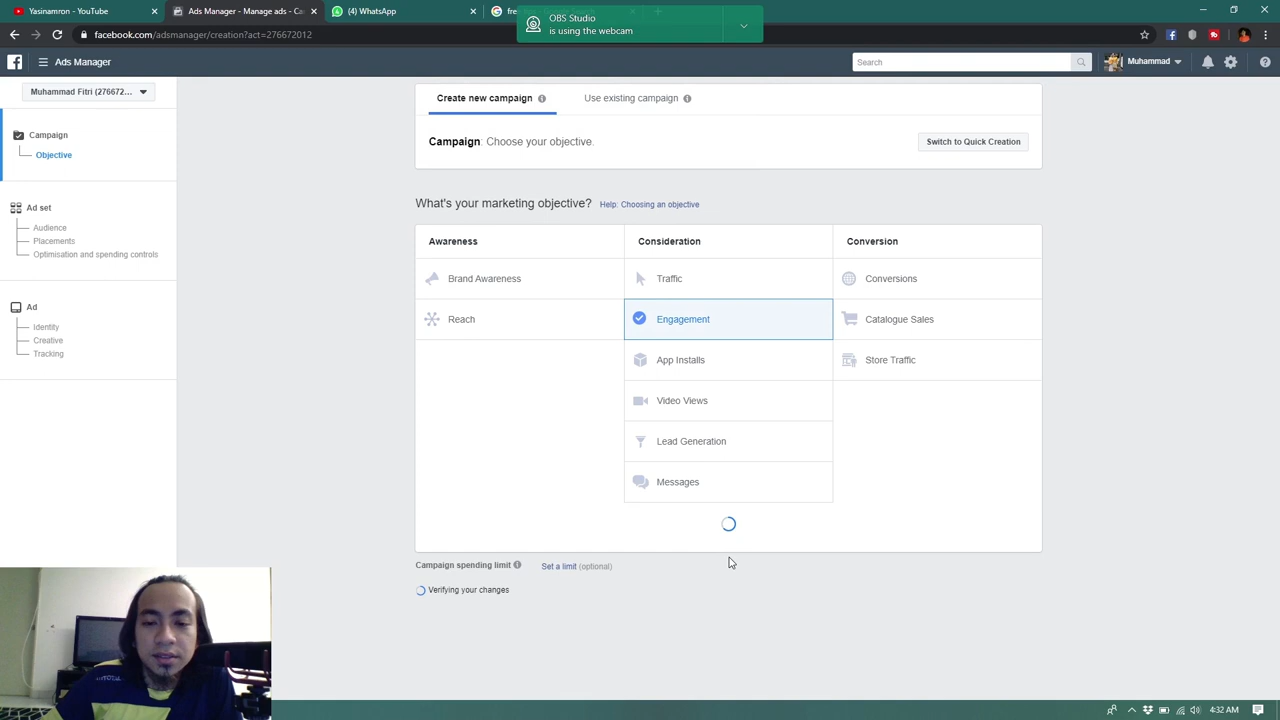 YouTube
Ads Manager - Manage ads - Cam
WhatsApp
OBS Studio
is using the webcam
facebook.com/adsmanager/creation?act=276672012
Ads Manager
Search
Muhammad
Muhammad Fitri (276672...
Campaign
Objective
Ad set
Audience
Placements
Optimisation and spending controls
Ad
Identity
Creative
Tracking
Create new campaign
Use existing campaign
Campaign: Choose your objective.
Switch to Quick Creation
What's your marketing objective?
Help: Choosing an objective
Awareness
Consideration
Conversion
Brand Awareness
Traffic
Conversions
Reach
Engagement
Catalogue Sales
App Installs
Store Traffic
Video Views
Lead Generation
Messages
Campaign spending limit
Set a limit (optional)
Verifying your changes
4:32 AM